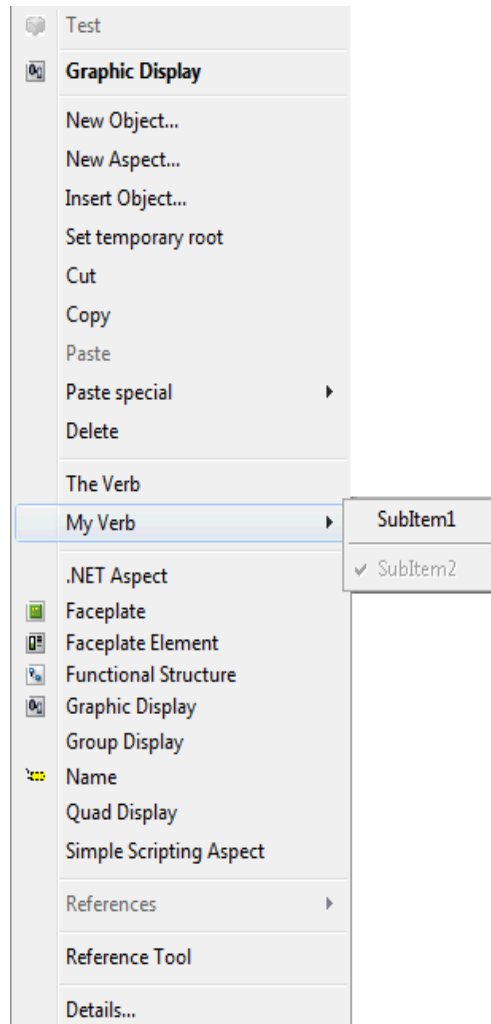 Test
Graphic Display
New Object...
New Aspect...
Insert Object...
Set temporary root
Cut
Copy
Paste
Paste special
Delete
The Verb
My Verb
SubItem1
SubItem2
.NET Aspect
Faceplate
Faceplate Element
Functional Structure
Graphic Display
Group Display
Name
Quad Display
Simple Scripting Aspect
References
Reference Tool
Details...